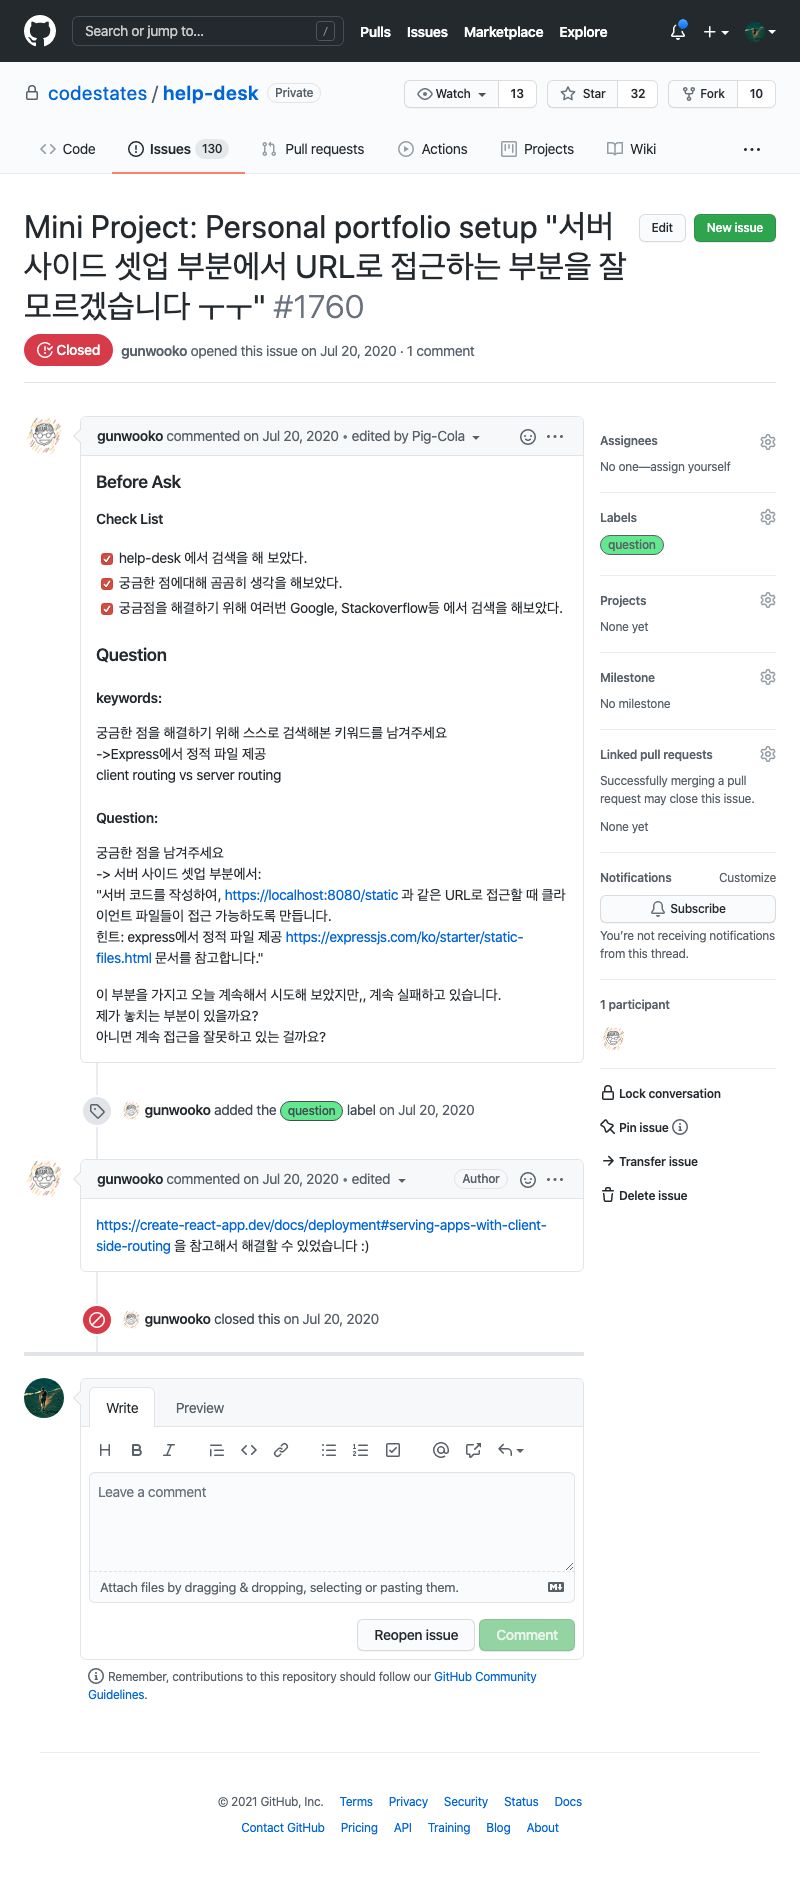 Search or jump to... /
Pulls Issues Marketplace Explore
codestates / help-desk Private
Watch 13 Star 32 Fork 10
Code Issues 130 Pull requests Actions Projects Wiki ...
Mini Project: Personal portfolio setup "서버
사이드 셋업 부분에서 URL로 접근하는 부분을 잘
모르겠습니다 ㅜㅜ" #1760
Edit New issue
Closed gunwooko opened this issue on Jul 20, 2020 · 1 comment
gunwooko commented on Jul 20, 2020 • edited by Pig-Cola
Before Ask
Check List
help-desk 에서 검색을 해 보았다.
궁금한 점에대해 곰곰히 생각을 해보았다.
궁금점을 해결하기 위해 여러번 Google, Stackoverflow등 에서 검색을 해보았다.
Question
keywords:
궁금한 점을 해결하기 위해 스스로 검색해본 키워드를 남겨주세요
->Express에서 정적 파일 제공
client routing vs server routing
Question:
궁금한 점을 남겨주세요
-> 서버 사이드 셋업 부분에서:
"서버 코드를 작성하여, https://localhost:8080/static 과 같은 URL로 접근할 때 클라
이언트 파일들이 접근 가능하도록 만듭니다.
힌트: express에서 정적 파일 제공 https://expressjs.com/ko/starter/static-
files.html 문서를 참고합니다."
이 부분을 가지고 오늘 계속해서 시도해 보았지만,, 계속 실패하고 있습니다.
제가 놓치는 부분이 있을까요?
아니면 계속 접근을 잘못하고 있는 걸까요?
gunwooko added the question label on Jul 20, 2020
gunwooko commented on Jul 20, 2020 • edited Author
https://create-react-app.dev/docs/deployment#serving-apps-with-client-
side-routing 을 참고해서 해결할 수 있었습니다 :)
gunwooko closed this on Jul 20, 2020
Assignees
No one—assign yourself
Labels
question
Projects
None yet
Milestone
No milestone
Linked pull requests
Successfully merging a pull
request may close this issue.
None yet
Notifications Customize
Subscribe
You're not receiving notifications
from this thread.
1 participant
Lock conversation
Pin issue
Transfer issue
Delete issue
Write Preview
H B I
Leave a comment
Attach files by dragging & dropping, selecting or pasting them.
Reopen issue Comment
Remember, contributions to this repository should follow our GitHub Community
Guidelines.
© 2021 GitHub, Inc. Terms Privacy Security Status Docs
Contact GitHub Pricing API Training Blog About